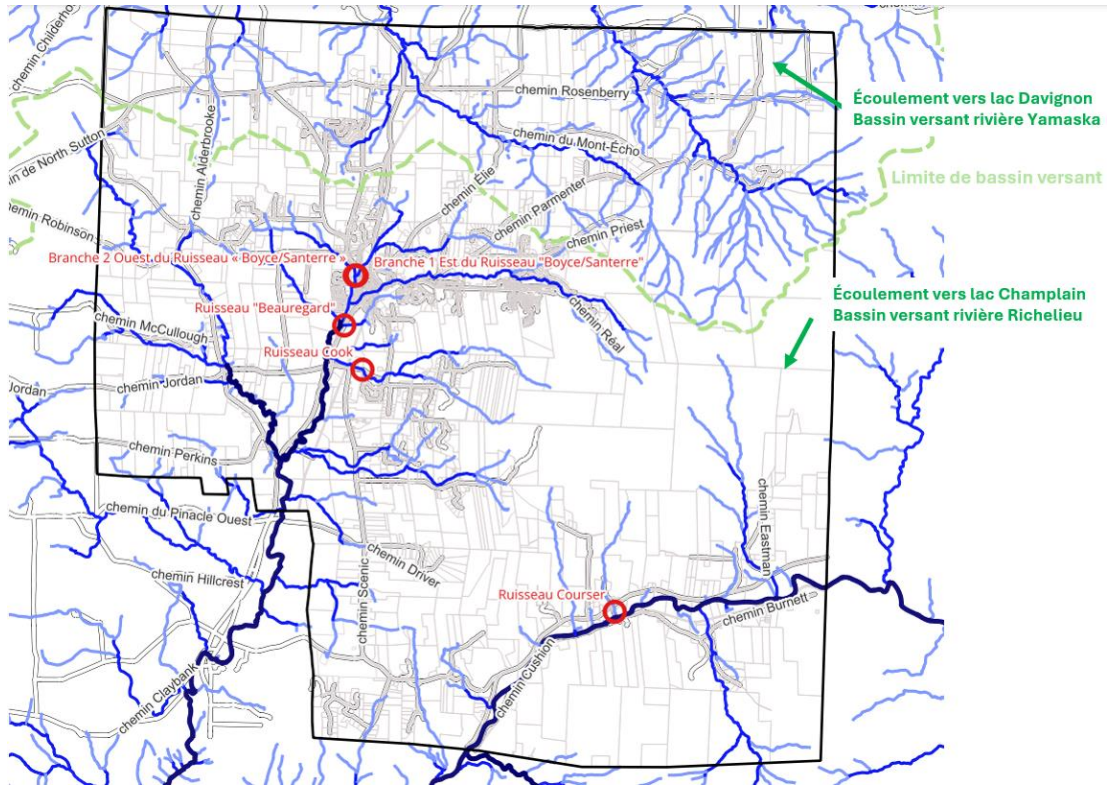 chemin Childerho
chemin
chemin Rosenberry
Écoulement vers lac Davignon
Bassin versant rivière Yamaska
chemin Alderbrooke
chemin du Mont-Écho
in de North Sutton
chemin Élie
chemin Parmenter
Limite de bassin versant
chemin Priest
chemin Robinson
Branche 2 Ouest du Ruisseau « Boyce/Santerre »
Branche 1 Est du Ruisseau "Boyce/Santerre"
Écoulement vers lac Champlain
Bassin versant rivière Richelieu
Ruisseau "Beauregard"
chemin McCullough
chemin Réal
Ruisseau Cook
Jordan
chemin Jordan
chemin Perkins
chemin Eastman
chemin du Pinacle Ouest
chemin Driver
chemin Hillcrest
chemin Scenic
Ruisseau Courser
chemin Burnett
chemin Cushion
chemin Claybank